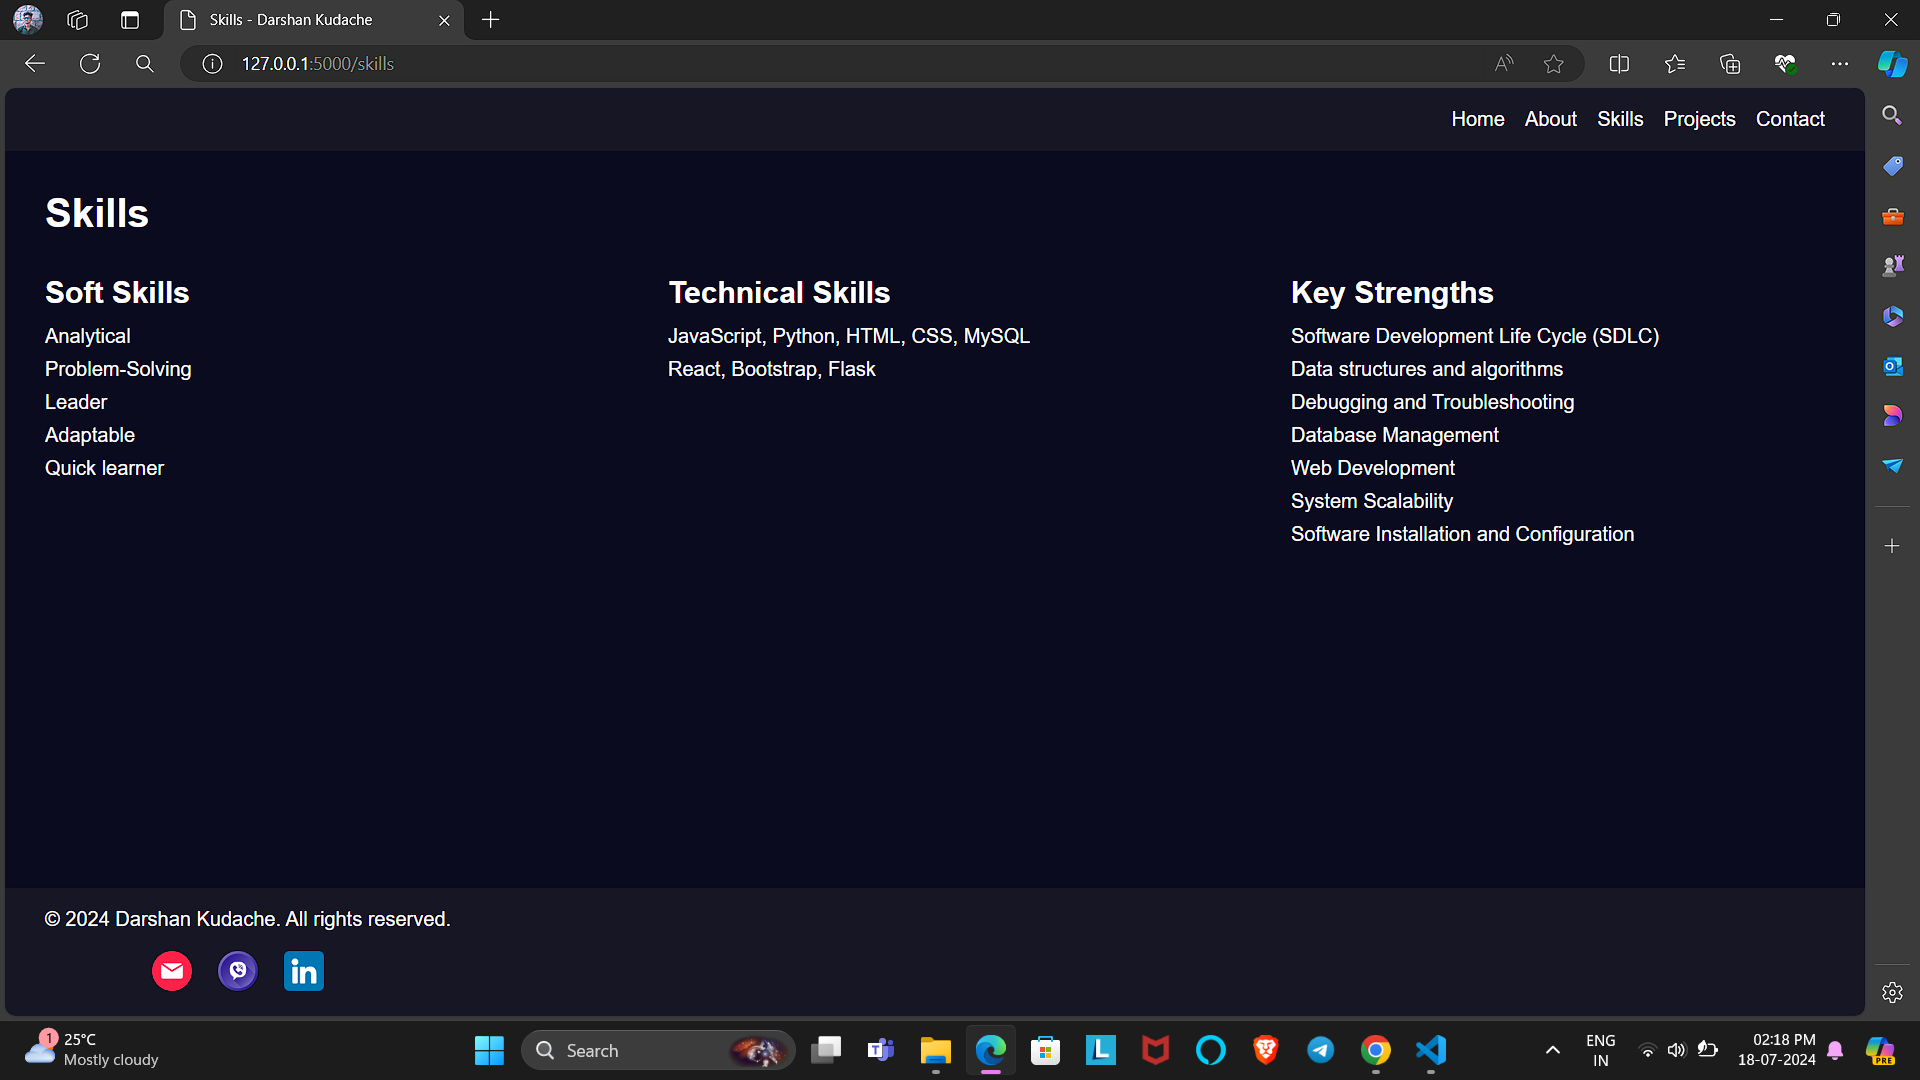 Skills - Darshan Kudache
127.0.0.1:5000/skills
Home About Skills Projects Contact
Skills
Soft Skills
Analytical
Problem-Solving
Leader
Adaptable
Quick learner
Technical Skills
JavaScript, Python, HTML, CSS, MySQL
React, Bootstrap, Flask
Key Strengths
Software Development Life Cycle (SDLC)
Data structures and algorithms
Debugging and Troubleshooting
Database Management
Web Development
System Scalability
Software Installation and Configuration
© 2024 Darshan Kudache. All rights reserved.
in
1
25°C
Mostly cloudy
Search
L
ENG
IN
02:18 PM
18-07-2024
PRE